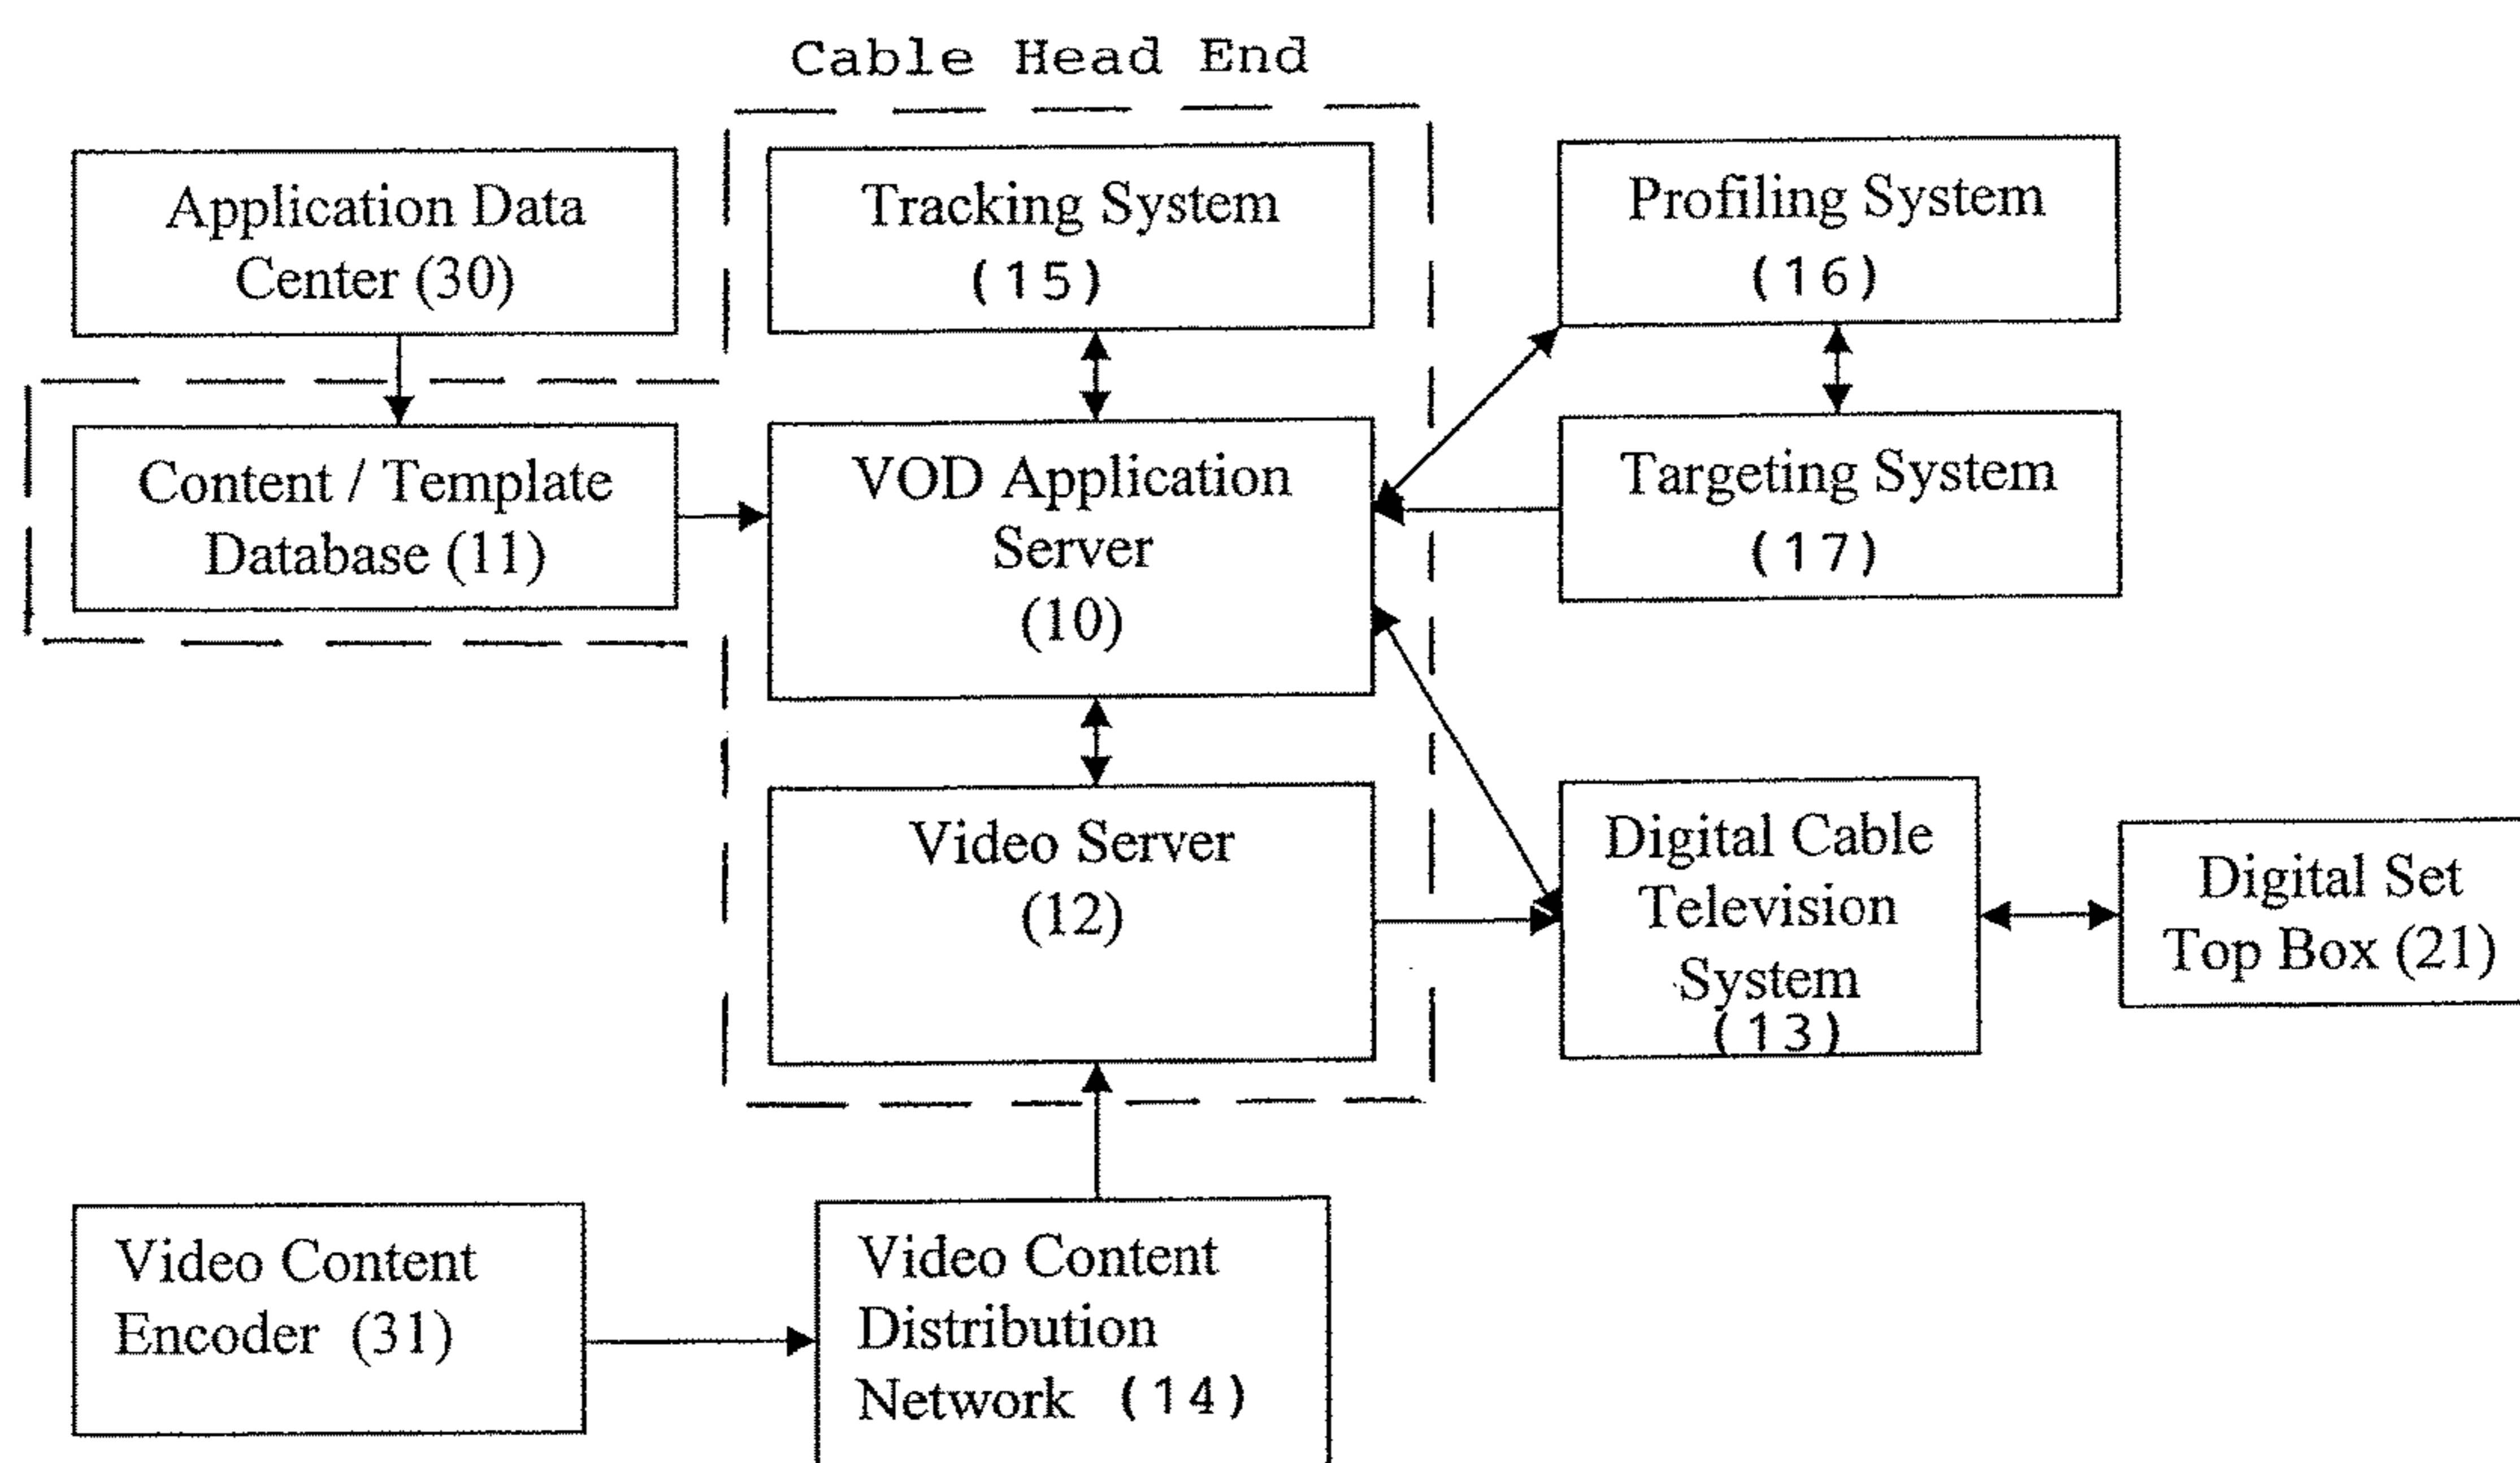 Cable Head End
Application Data
Center (30)
Tracking System
(15)
Profiling System
(16)
Content / Template
Database (11)
VOD Application
Server
(10)
Targeting System
(17)
Video Server
(12)
Digital Cable
Television
System
(13)
Digital Set
Top Box (21)
Video Content
Encoder (31)
Video Content
Distribution
Network (14)